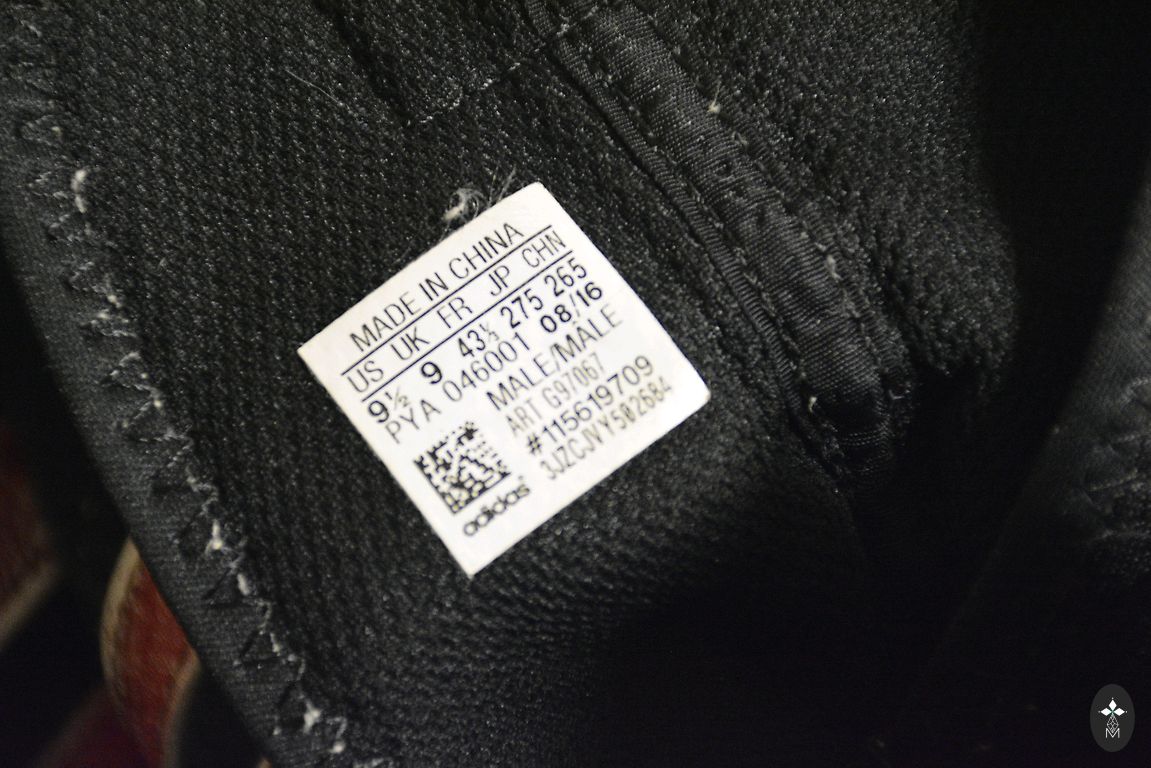 MADE IN CHINA
US UK FR JP CHN
9½ 9 43⅓ 275 265
PYA 046001 08/16
MALE/MALE
ART G97067
#115619709
3JZCJVYY502684
adidas
M